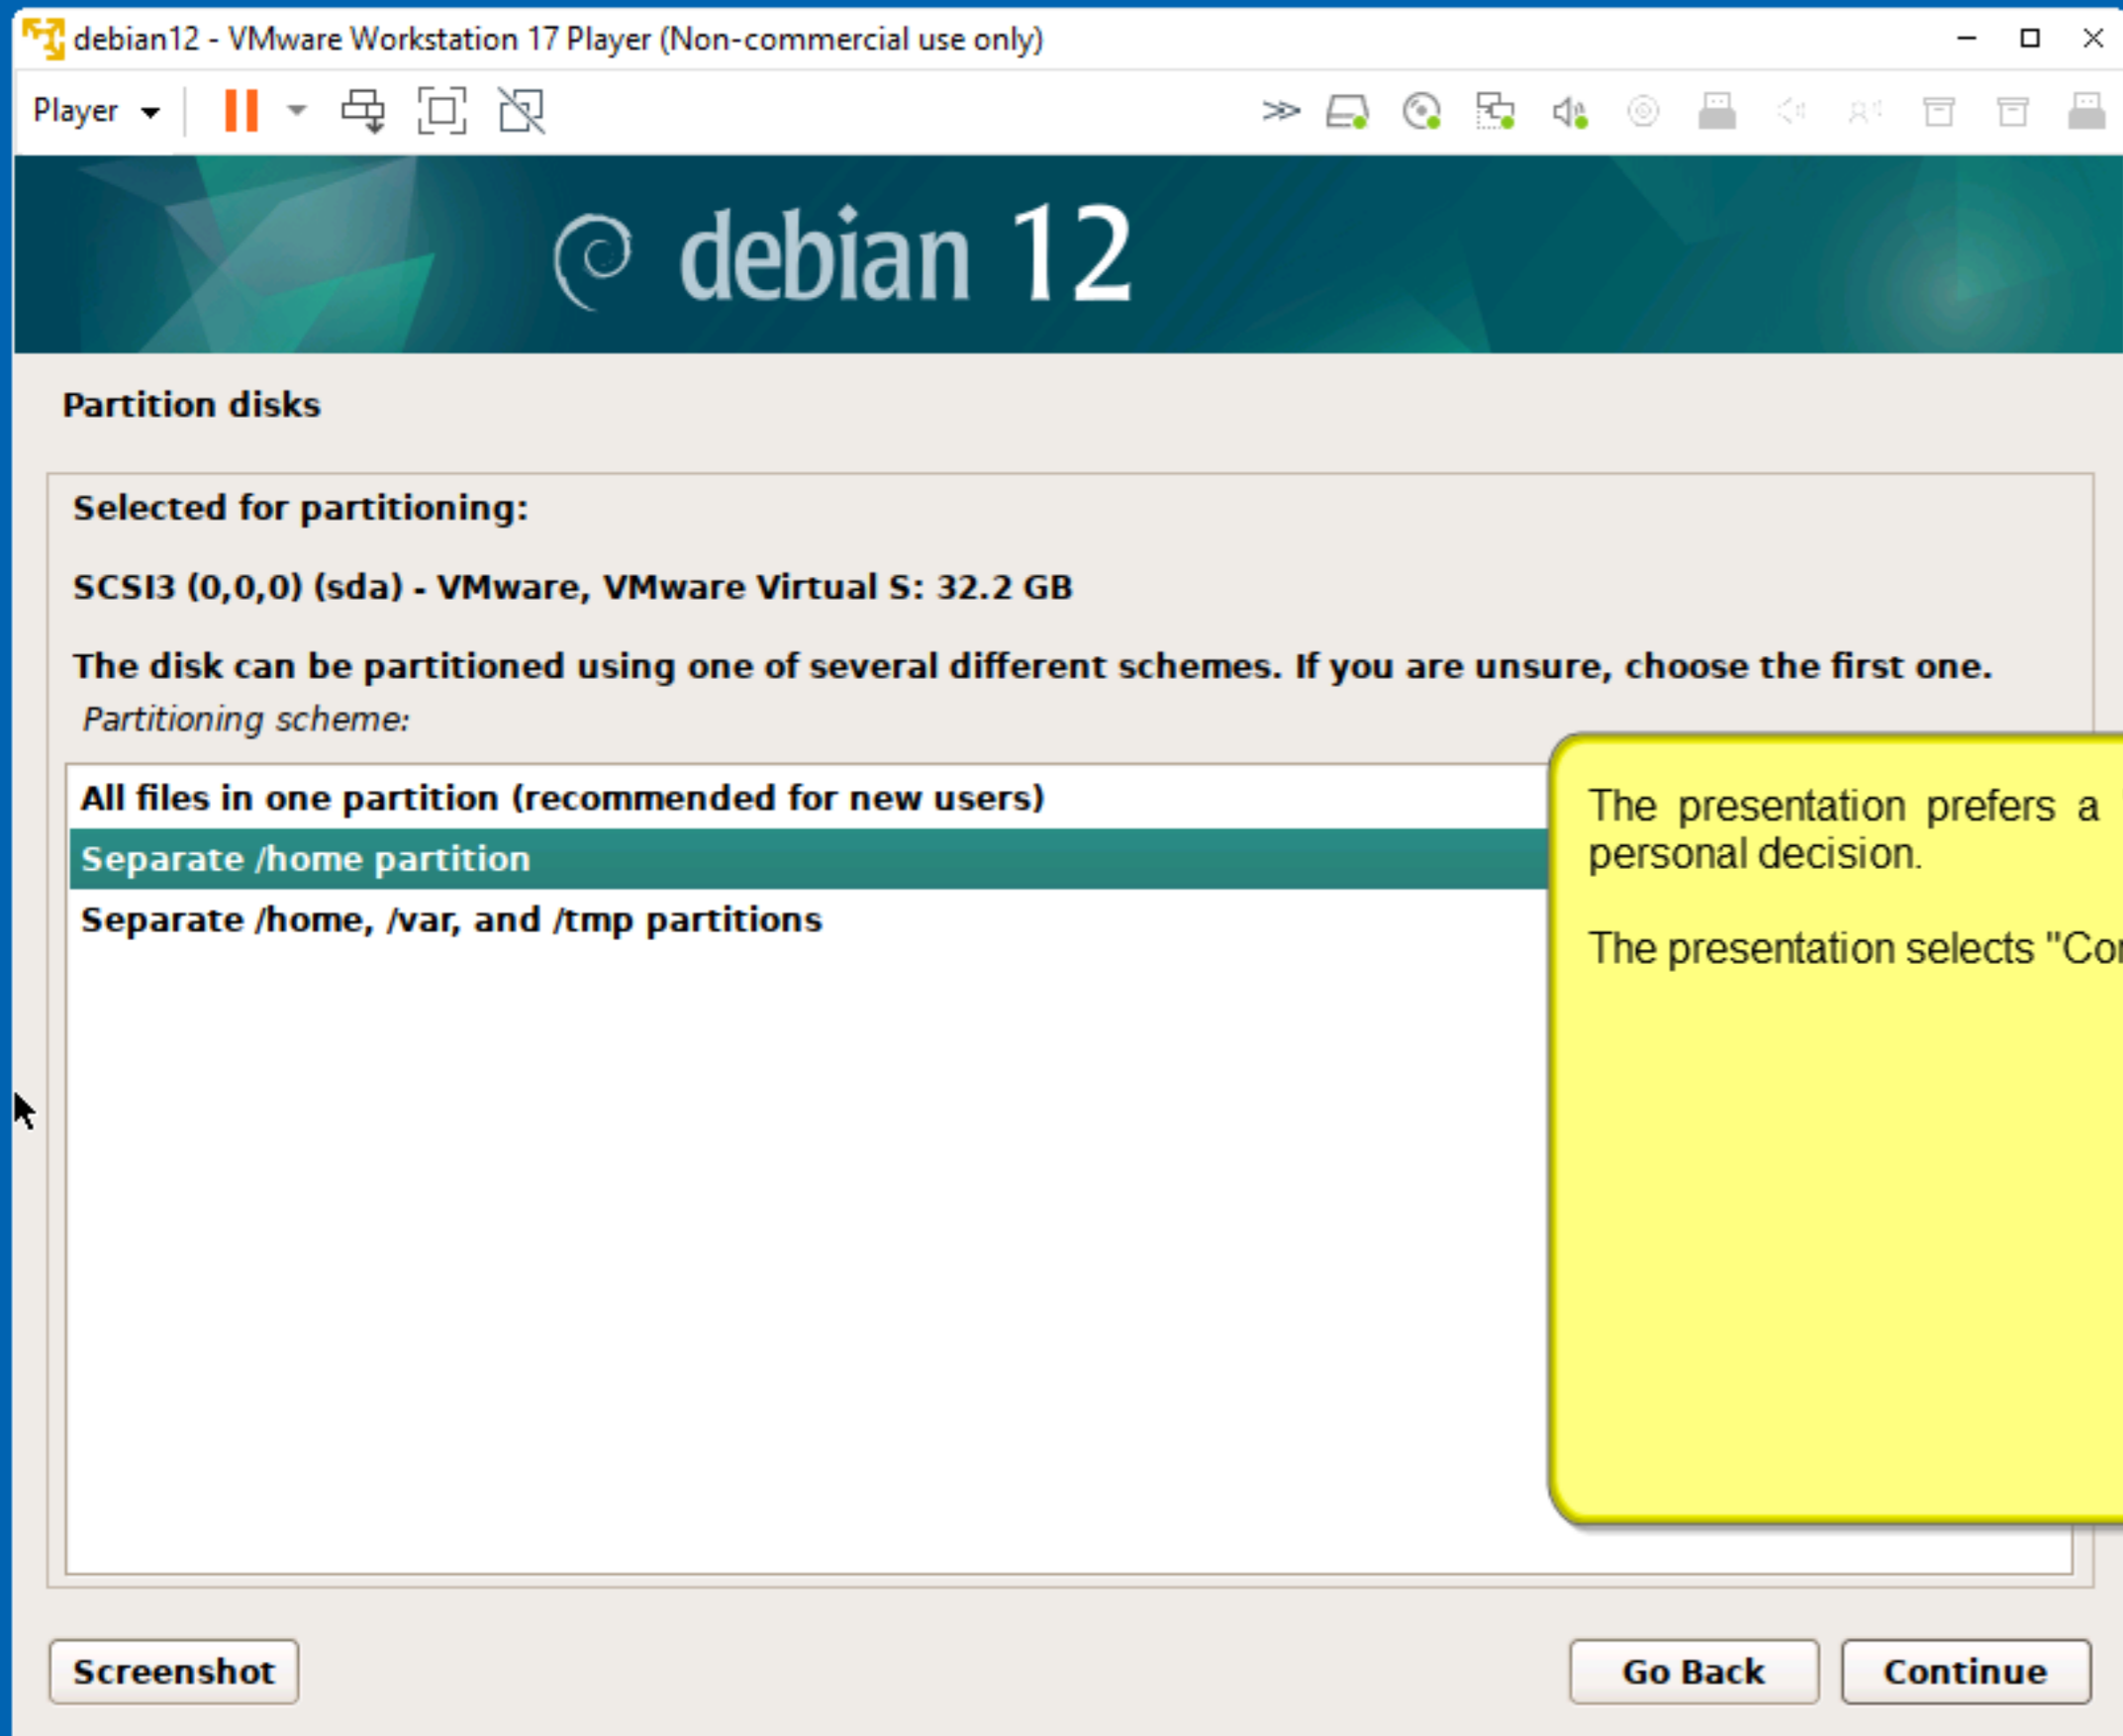 debian12 - VMware Workstation 17 Player (Non-commercial use only)
Player
debian 12
Partition disks
Selected for partitioning:
SCSI3 (0,0,0) (sda) - VMware, VMware Virtual S: 32.2 GB
The disk can be partitioned using one of several different schemes. If you are unsure, choose the first one.
Partitioning scheme:
All files in one partition (recommended for new users)
Separate /home partition
Separate /home, /var, and /tmp partitions
The presentation prefers a
personal decision.
The presentation selects
Screenshot
Go Back
Continue